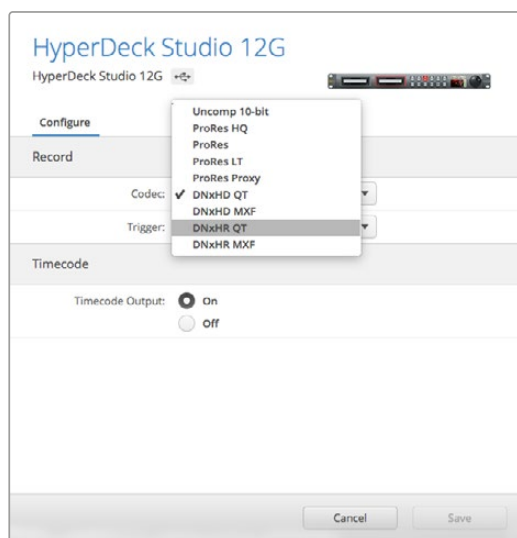 HyperDeck Studio 12G
HyperDeck Studio 12G
Configure
Record
Codec:
Uncomp 10-bit
ProRes HQ
ProRes
ProRes LT
ProRes Proxy
✔ DNxHD QT
DNxHD MXF
DNxHR QT
DNxHR MXF
Trigger:
Timecode
Timecode Output:
On
Off
Cancel
Save